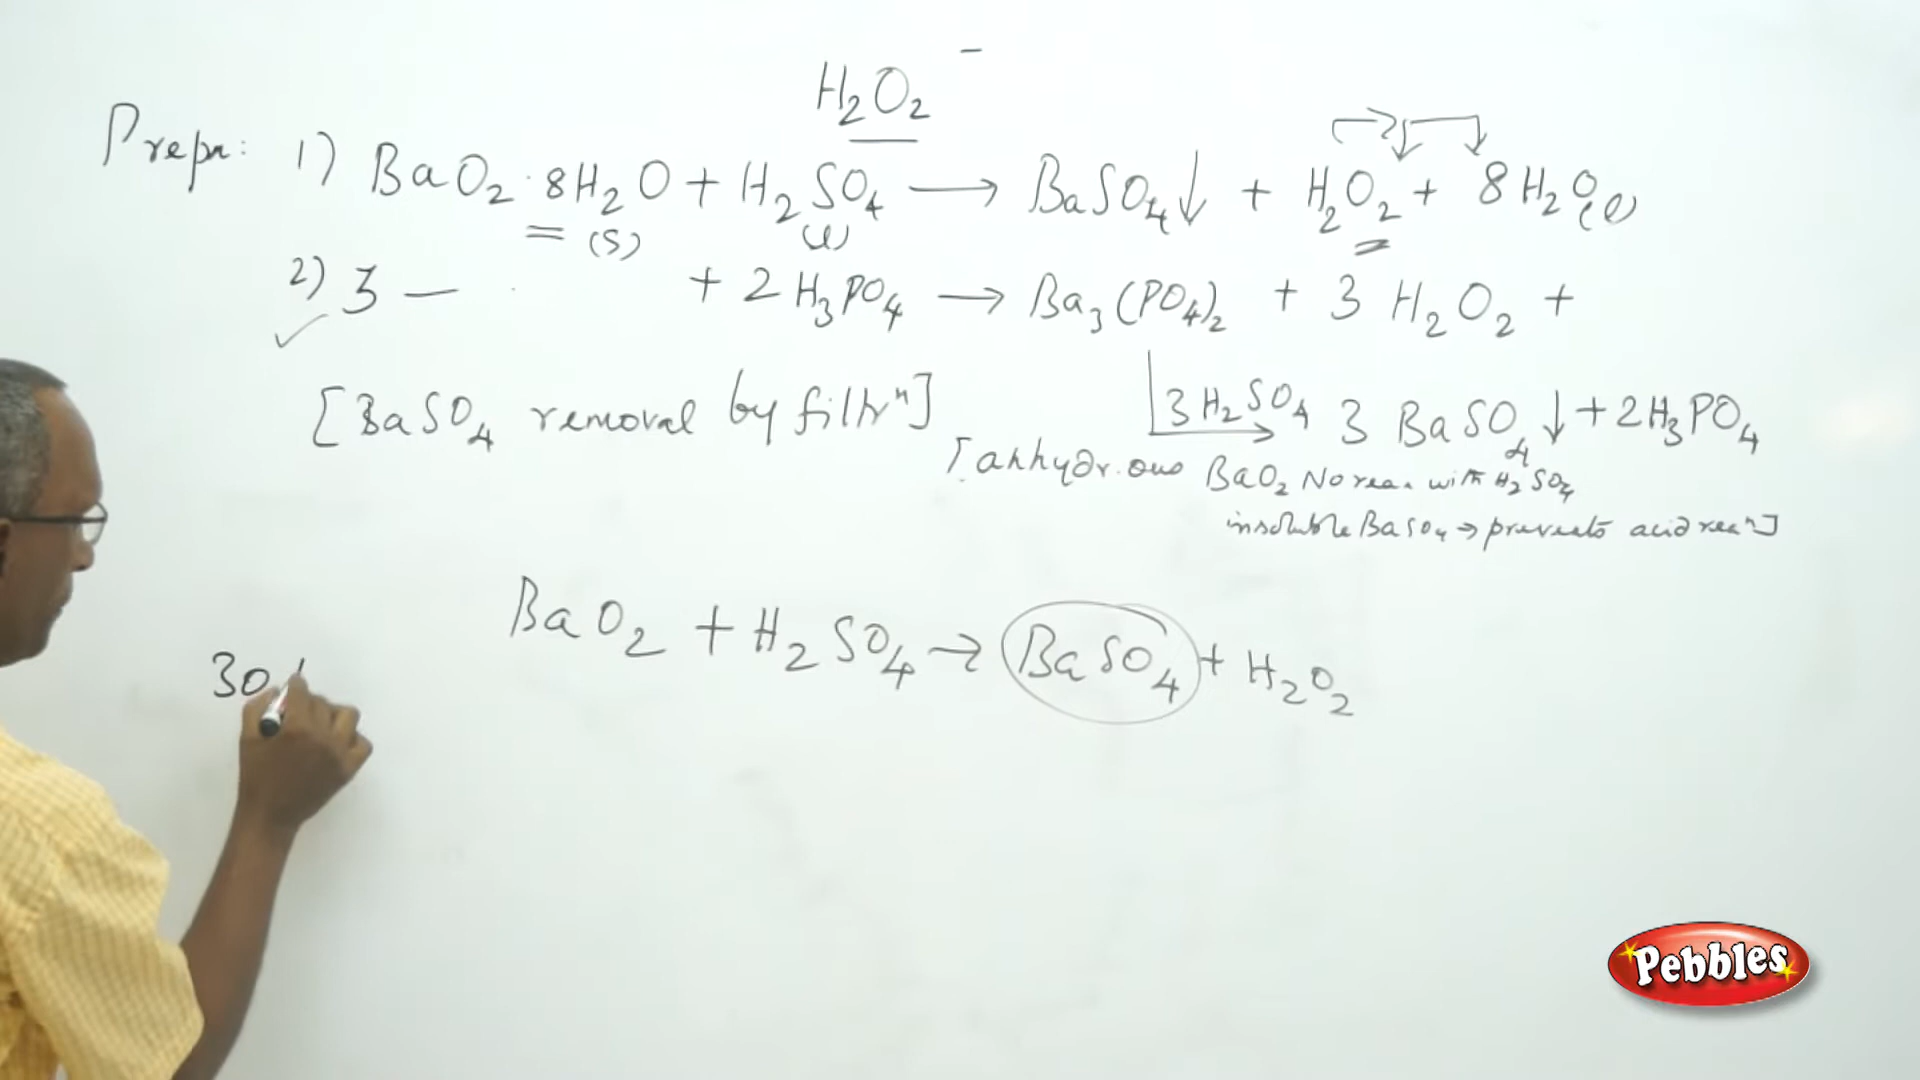 H₂O₂ –
Prepn: 1) BaO₂·8H₂O + H₂SO₄ → BaSO₄↓ + H₂O₂ + 8H₂O(l)
(s) (l)
2) 3 — + 2H₃PO₄ → Ba₃(PO₄)₂ + 3 H₂O₂ +
3H₂SO₄ → 3 BaSO₄↓ + 2H₃PO₄
[BaSO₄ removal by filtrⁿ]
[anhydrous BaO₂ No rean with H₂SO₄
insoluble BaSO₄ → prevents acid reaⁿ]
BaO₂ + H₂SO₄ → BaSO₄ + H₂O₂
30
Pebbles